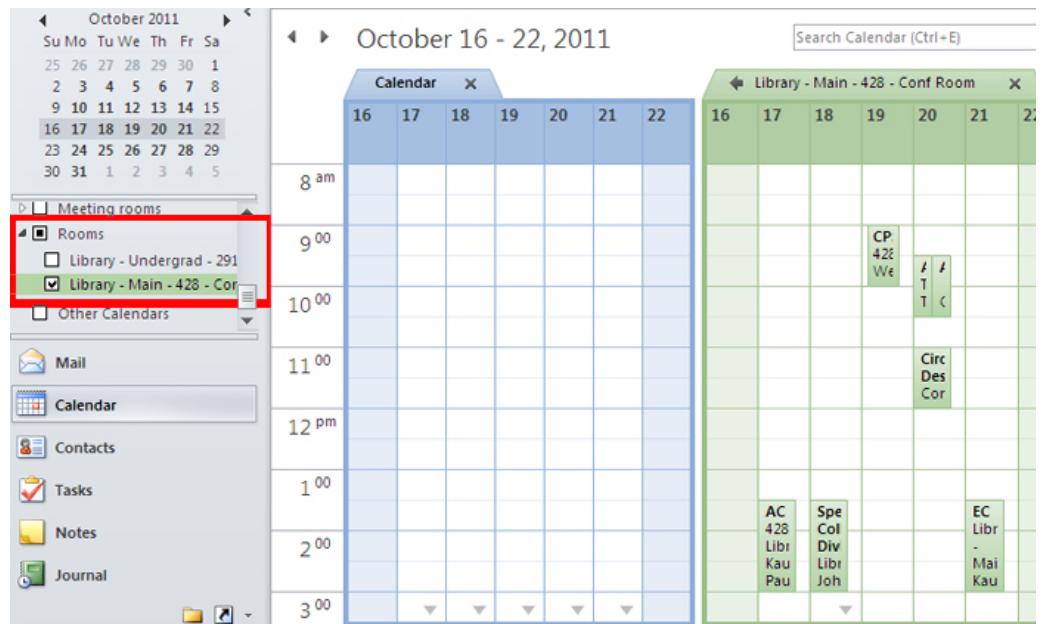 October 2011
Su Mo Tu We Th Fr Sa
25 26 27 28 29 30 1
2 3 4 5 6 7 8
9 10 11 12 13 14 15
16 17 18 19 20 21 22
23 24 25 26 27 28 29
30 31 1 2 3 4 5
Meeting rooms
Rooms
Library - Undergrad - 291
Library - Main - 428 - Cor
Other Calendars
Mail
Calendar
Contacts
Tasks
Notes
Journal
October 16 - 22, 2011
Search Calendar (Ctrl+E)
Calendar
16 17 18 19 20 21 22
8 am
9 00
10 00
11 00
12 pm
1 00
2 00
3 00
Library - Main - 428 - Conf Room
16 17 18 19 20 21 22
CP
428
We
T
T
Circ
Des
Cor
AC
428
Libr
Kau
Pau
Spe
Col
Div
Libr
Joh
EC
Libr
-
Mai
Kau